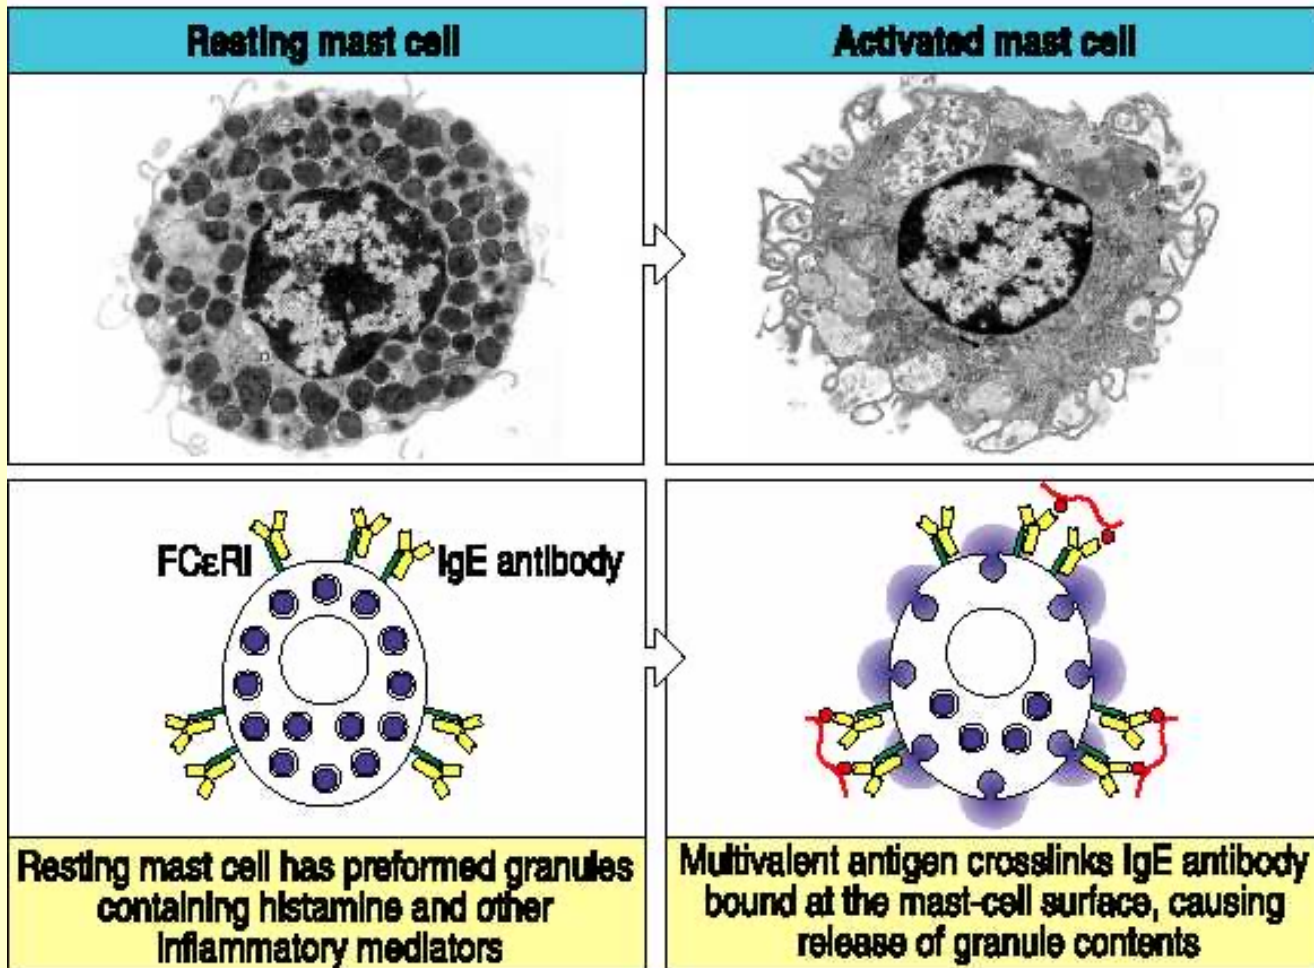 Resting mast cell
Activated mast cell
FCεRI
IgE antibody
Resting mast cell has preformed granules
containing histamine and other
inflammatory mediators
Multivalent antigen crosslinks IgE antibody
bound at the mast-cell surface, causing
release of granule contents